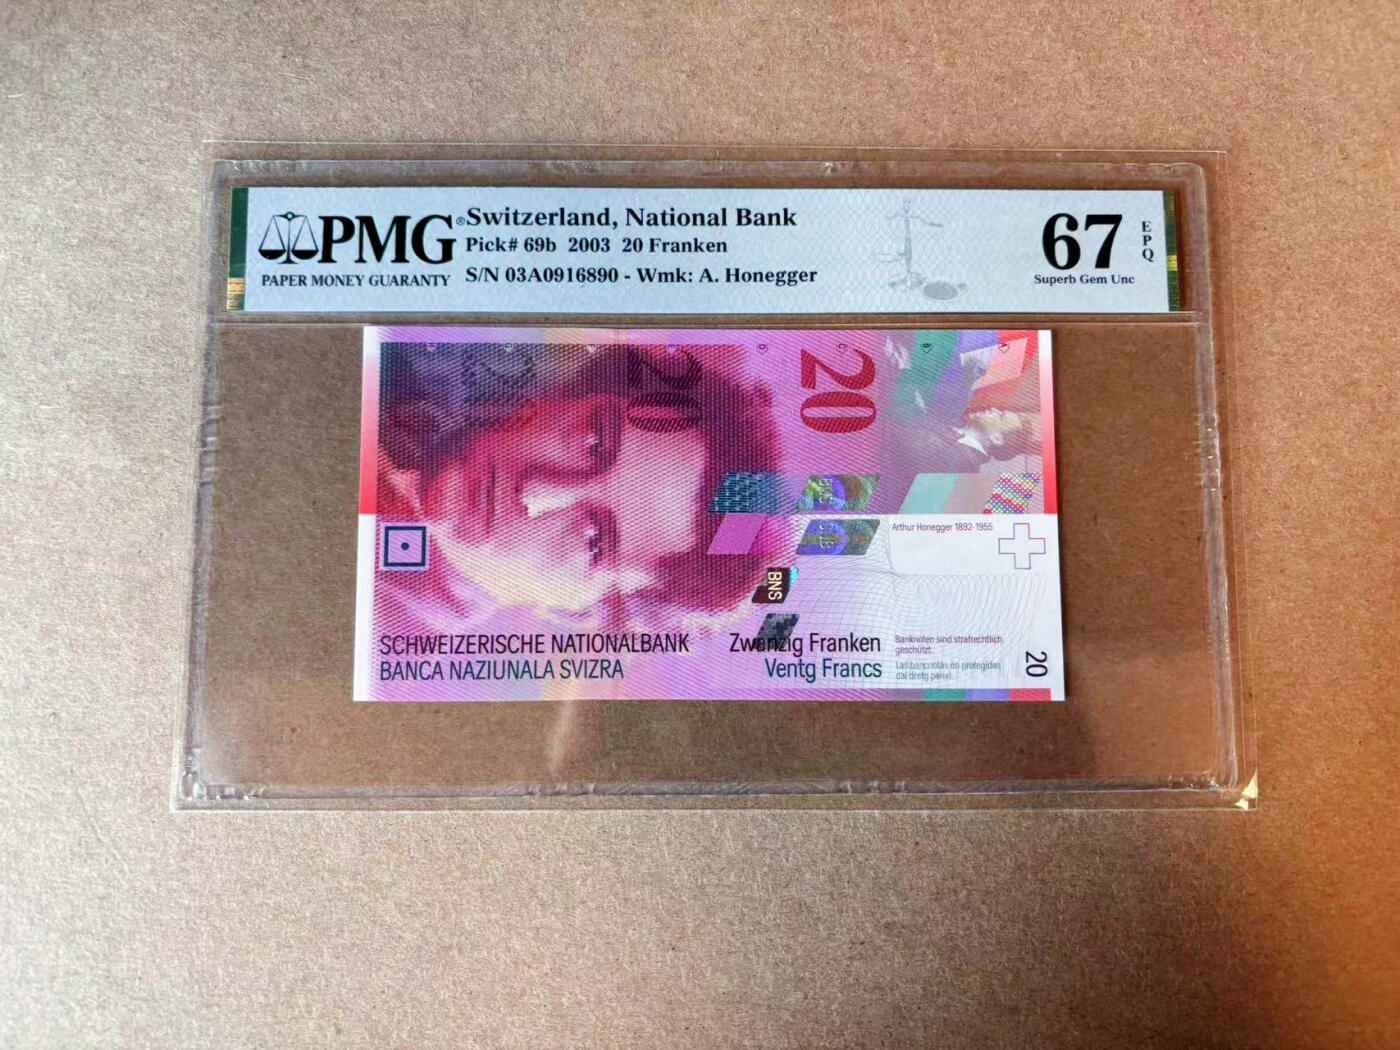 PMG®
PAPER MONEY GUARANTY
Switzerland, National Bank
Pick# 69b 2003 20 Franken
S/N 03A0916890 - Wmk: A. Honegger
67
Superb Gem Unc
EPQ
20
20
Arthur Honegger 1892-1955
BNS
SCHWEIZERISCHE NATIONALBANK
BANCA NAZIUNALA SVIZRA
Zwanzig Franken
Ventg Francs
Banknoten sind strafrechtlich
geschützt.
Las bancnotas èn protegidas
dal dretg penal.
20